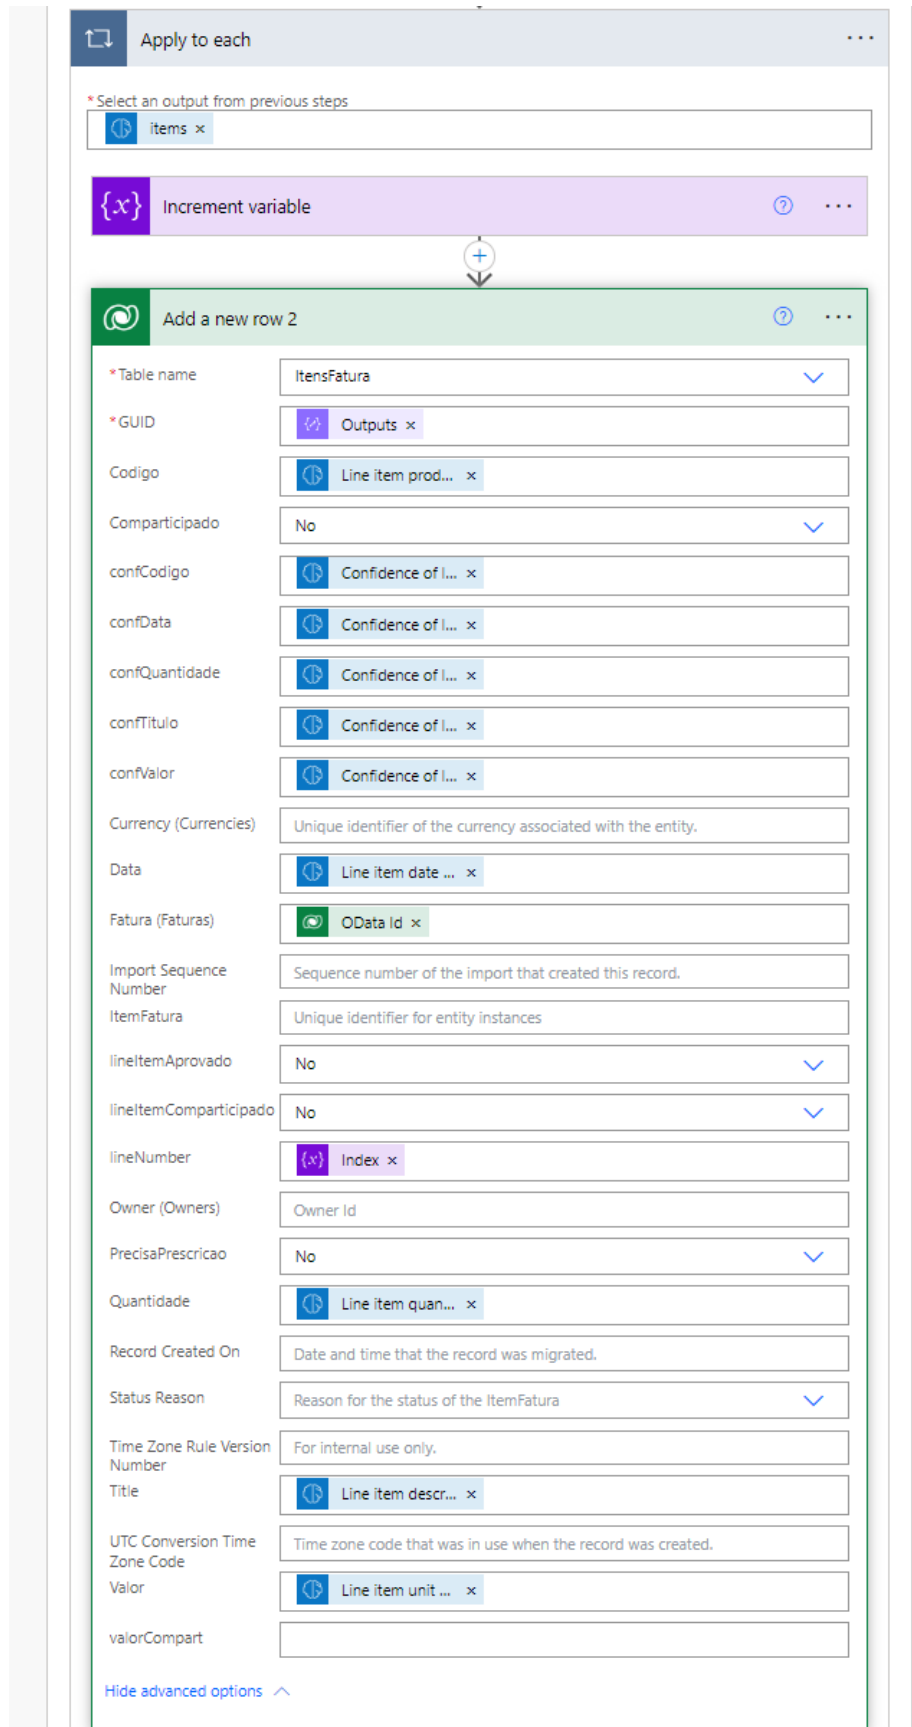 Apply to each
* Select an output from previous steps
items ×
{x} Increment variable
Add a new row 2
*Table name ItensFatura
*GUID Outputs ×
Codigo Line item prod... ×
Comparticipado No
confCodigo Confidence of l... ×
confData Confidence of l... ×
confQuantidade Confidence of l... ×
confTitulo Confidence of l... ×
confValor Confidence of l... ×
Currency (Currencies) Unique identifier of the currency associated with the entity.
Data Line item date ... ×
Fatura (Faturas) OData Id ×
Import Sequence Number Sequence number of the import that created this record.
ItemFatura Unique identifier for entity instances
lineItemAprovado No
lineItemComparticipado No
lineNumber {x} Index ×
Owner (Owners) Owner Id
PrecisaPrescricao No
Quantidade Line item quan... ×
Record Created On Date and time that the record was migrated.
Status Reason Reason for the status of the ItemFatura
Time Zone Rule Version Number For internal use only.
Title Line item descr... ×
UTC Conversion Time Zone Code Time zone code that was in use when the record was created.
Valor Line item unit ... ×
valorCompart
Hide advanced options